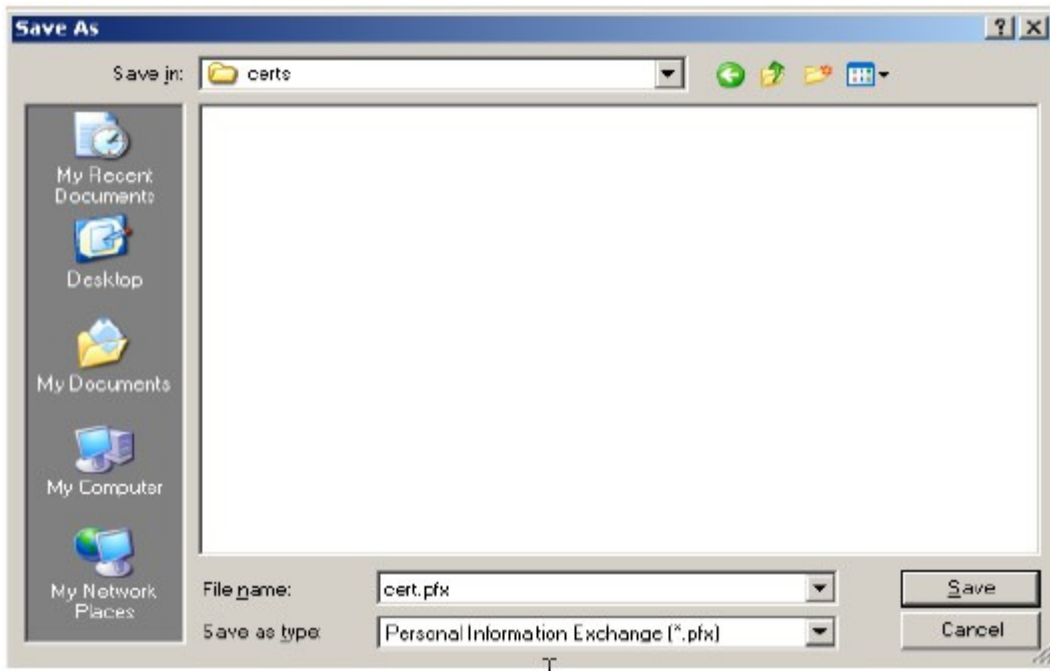 Save As
Save in:
certs
My Recent
Documents
Desktop
My Documents
My Computer
My Network
Places
File name:
cert.pfx
Save
Save as type:
Personal Information Exchange (*.pfx)
Cancel